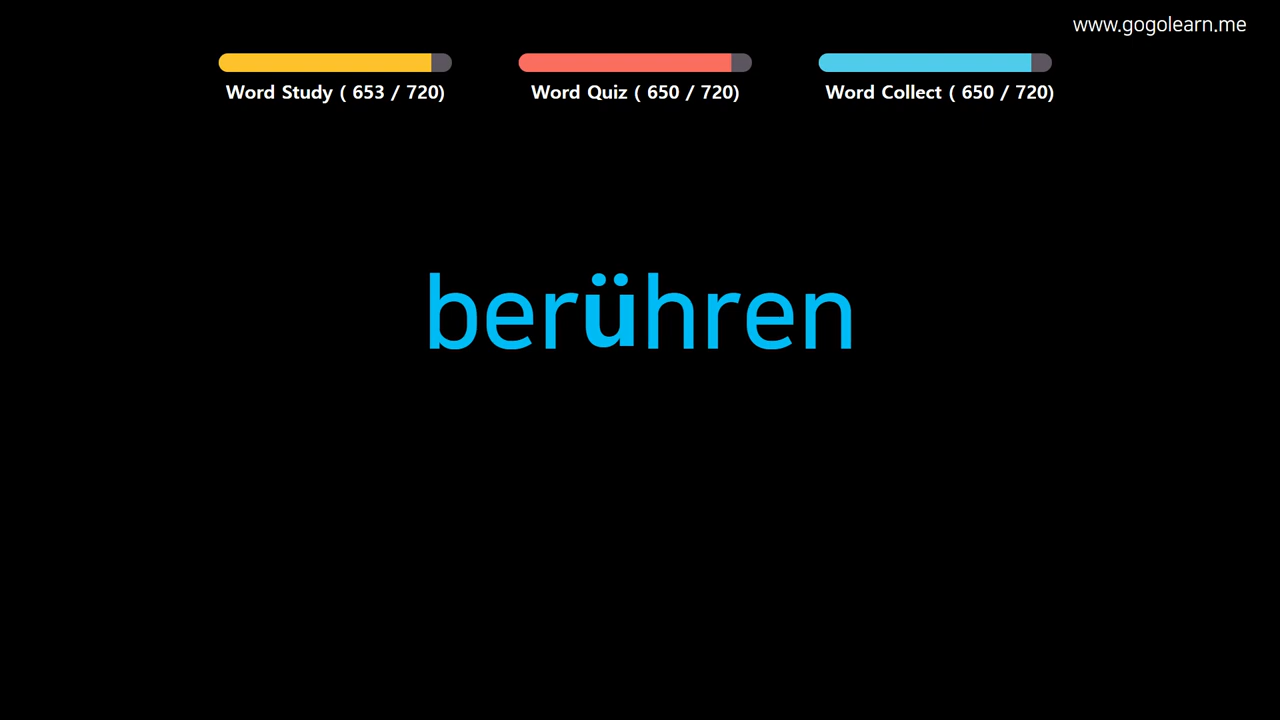 www.gogolearn.me
Word Study ( 653 / 720)
Word Quiz ( 650 / 720)
Word Collect ( 650 / 720)
berühren